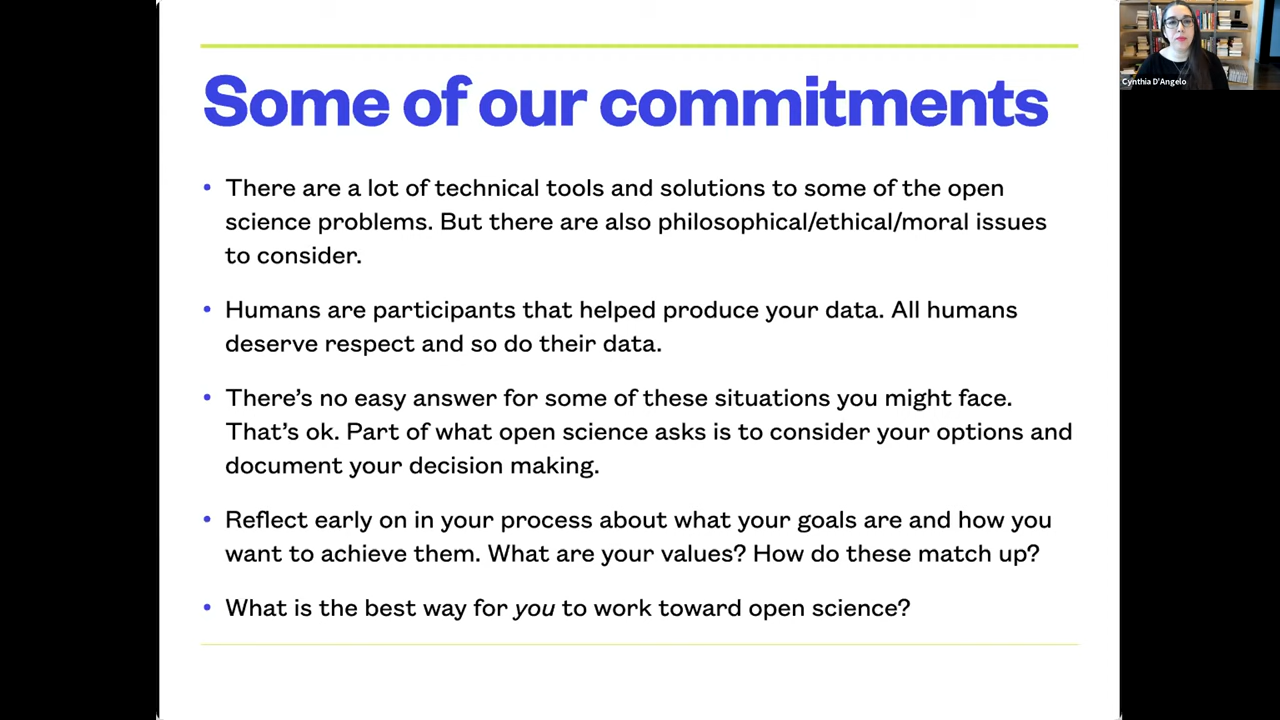 Some of our commitments
• There are a lot of technical tools and solutions to some of the open
science problems. But there are also philosophical/ethical/moral issues
to consider.
• Humans are participants that helped produce your data. All humans
deserve respect and so do their data.
• There’s no easy answer for some of these situations you might face.
That’s ok. Part of what open science asks is to consider your options and
document your decision making.
• Reflect early on in your process about what your goals are and how you
want to achieve them. What are your values? How do these match up?
• What is the best way for you to work toward open science?
Cynthia D'Angelo